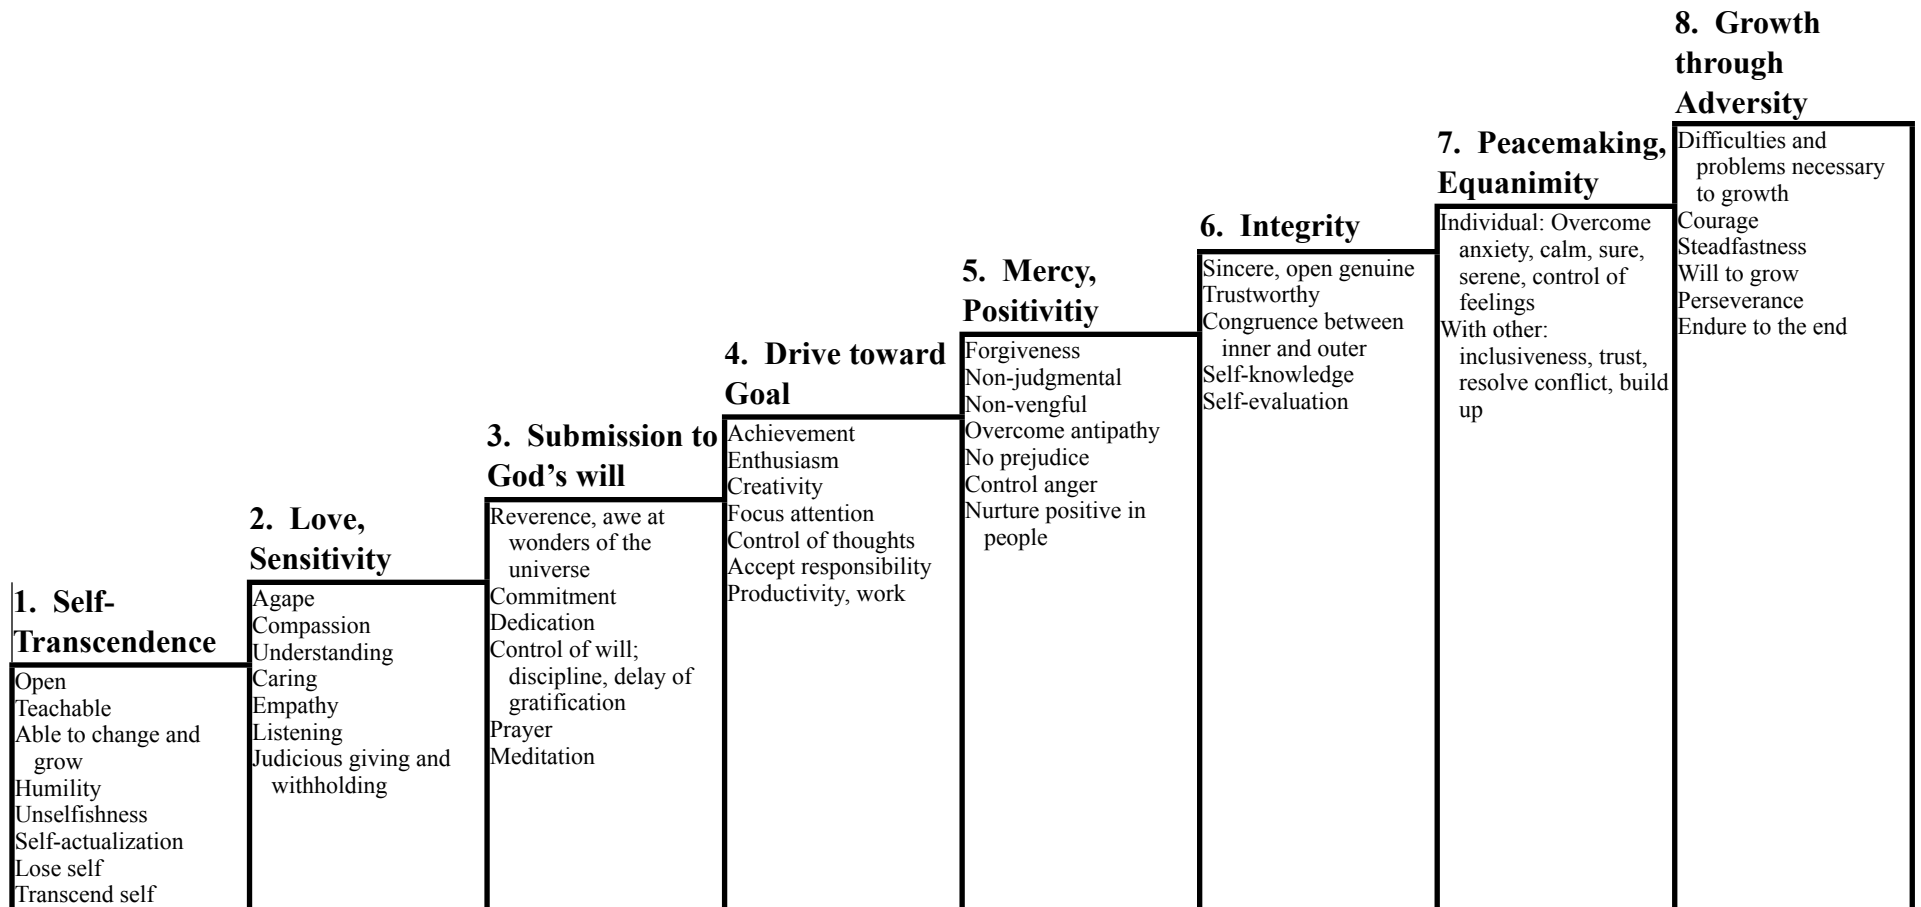 1. Self-
Transcendence
Open
Teachable
Able to change and
grow
Humility
Unselfishness
Self-actualization
Lose self
Transcend self
2. Love,
Sensitivity
Agape
Compassion
Understanding
Caring
Empathy
Listening
Judicious giving and
withholding
3. Submission to
God’s will
Reverence, awe at
wonders of the
universe
Commitment
Dedication
Control of will;
discipline, delay of
gratification
Prayer
Meditation
4. Drive toward
Goal
Achievement
Enthusiasm
Creativity
Focus attention
Control of thoughts
Accept responsibility
Productivity, work
5. Mercy,
Positivitiy
Forgiveness
Non-judgmental
Non-vengful
Overcome antipathy
No prejudice
Control anger
Nurture positive in
people
6. Integrity
Sincere, open genuine
Trustworthy
Congruence between
inner and outer
Self-knowledge
Self-evaluation
7. Peacemaking,
Equanimity
Individual: Overcome
anxiety, calm, sure,
serene, control of
feelings
With other:
inclusiveness, trust,
resolve conflict, build
up
8. Growth
through
Adversity
Difficulties and
problems necessary
to growth
Courage
Steadfastness
Will to grow
Perseverance
Endure to the end